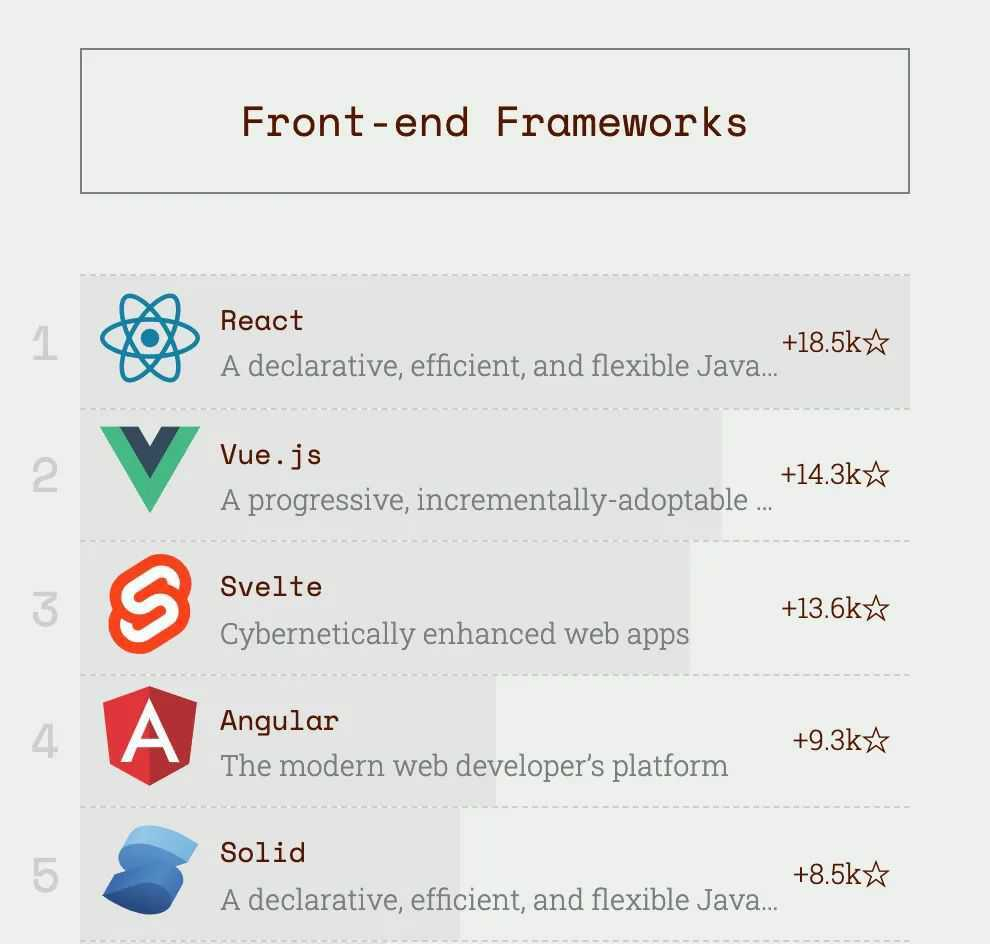 Front-end Frameworks
1
React
A declarative, efficient, and flexible Java...
+18.5k☆
2
Vue.js
A progressive, incrementally-adoptable ...
+14.3k☆
3
Svelte
Cybernetically enhanced web apps
+13.6k☆
4
Angular
The modern web developer’s platform
+9.3k☆
5
Solid
A declarative, efficient, and flexible Java...
+8.5k☆